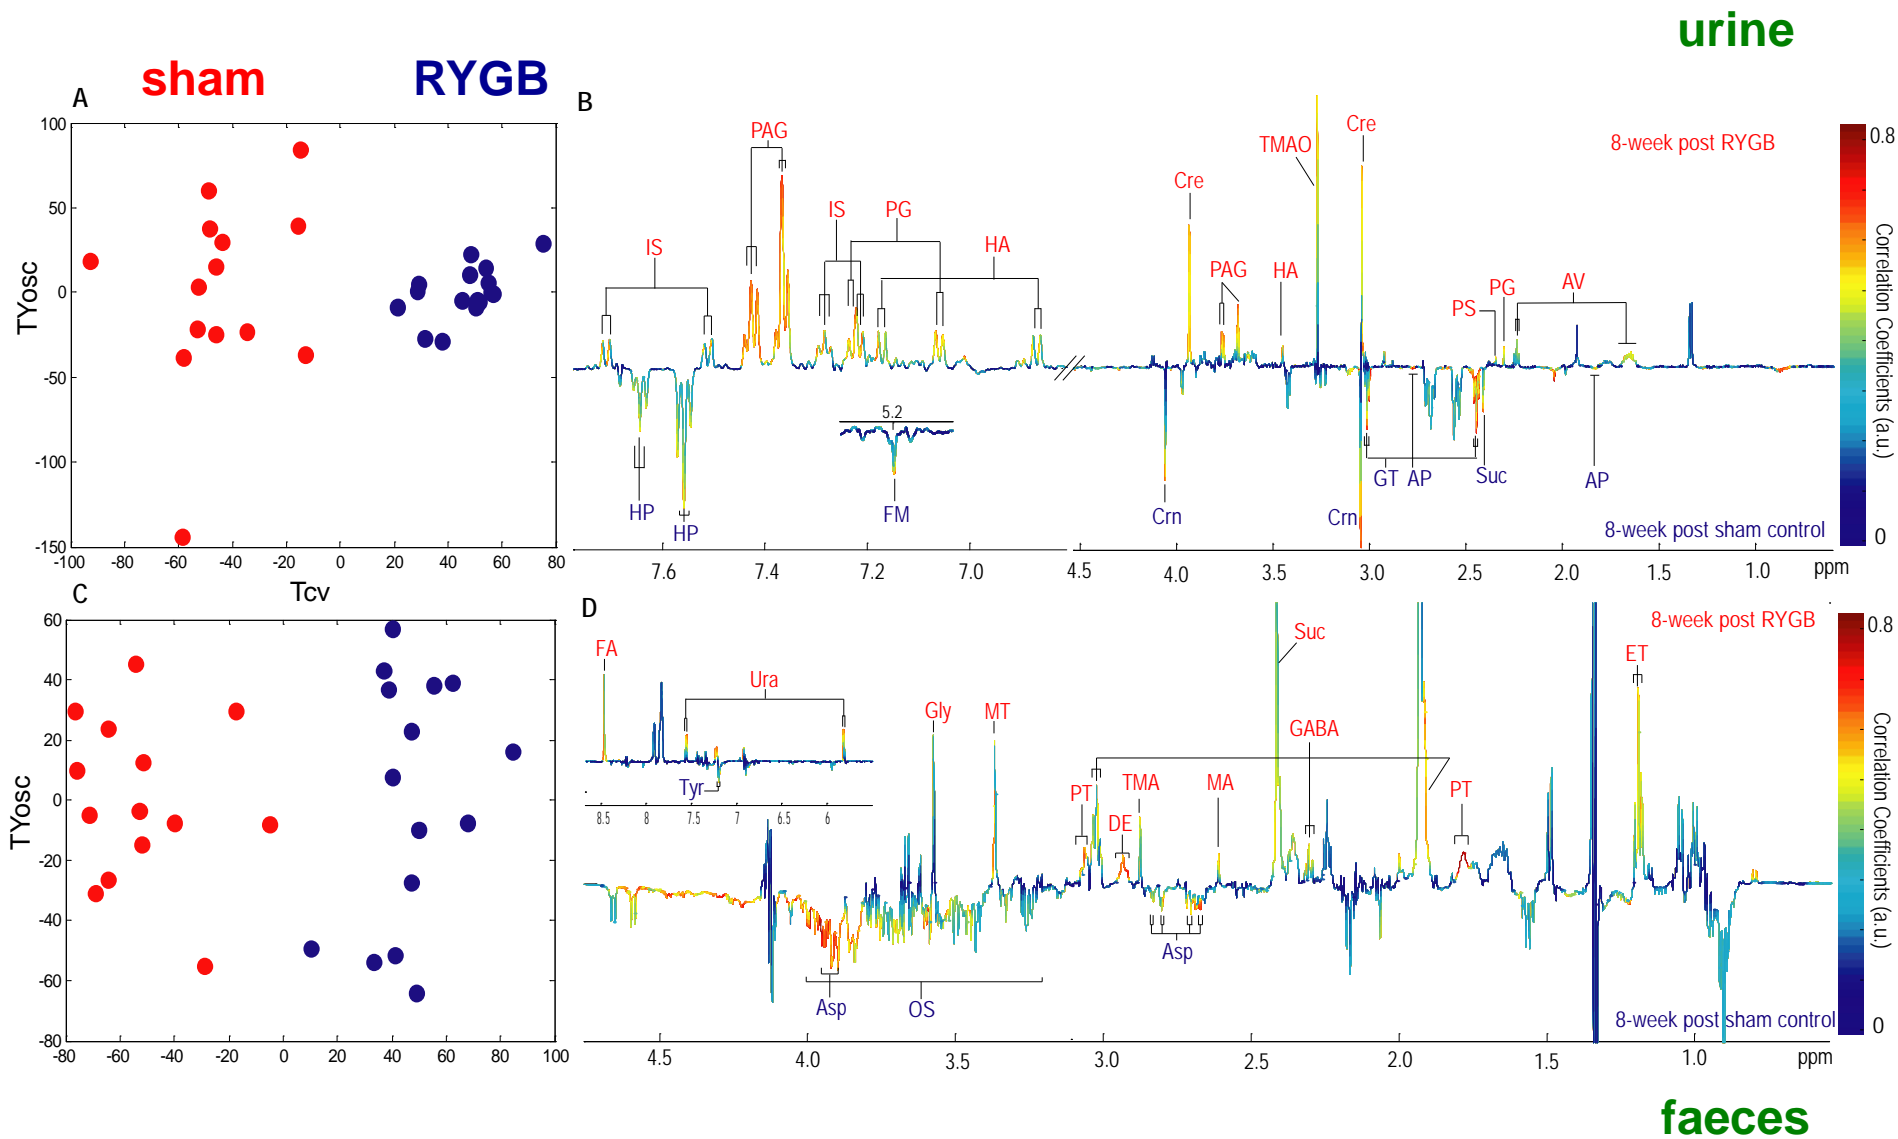 urine
sham RYGB
A
100
50
0
-50
-100
-150
-100 -80 -60 -40 -20 0 20 40 60 80
TYosc
Tcv
B
PAG
IS
IS
PG
HA
HP
HP
5.2
FM
Cre
PAG
HA
TMAO
Cre
PS
PG
AV
Crn
Crn
GT
AP
Suc
AP
8-week post RYGB
8-week post sham control
7.6 7.4 7.2 7.0 4.5 4.0 3.5 3.0 2.5 2.0 1.5 1.0 ppm
0.8
Correlation Coefficients (a.u.)
0
C
60
40
20
0
-20
-40
-60
-80
-80 -60 -40 -20 0 20 40 60 80 100
TYosc
D
FA
Ura
Tyr
8.5 8 7.5 7 6.5 6
Gly
MT
PT
DE
TMA
MA
Suc
GABA
PT
ET
Asp
OS
Asp
8-week post RYGB
8-week post sham control
4.5 4.0 3.5 3.0 2.5 2.0 1.5 1.0 ppm
0.8
Correlation Coefficients (a.u.)
0
faeces